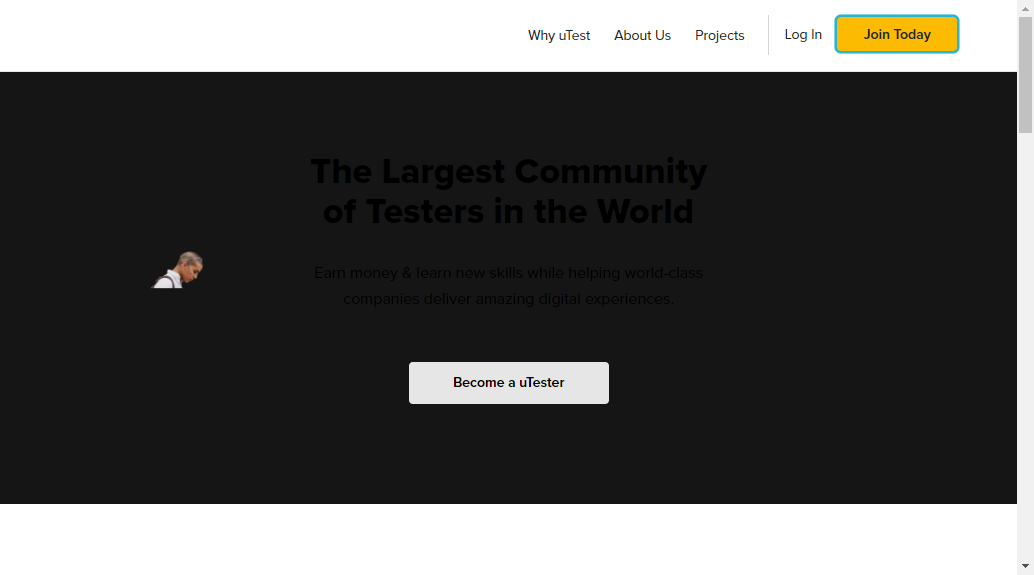 Why uTest
About Us
Projects
Log In
Join Today
The Largest Community
of Testers in the World
Earn money & learn new skills while helping world-class
companies deliver amazing digital experiences.
Become a uTester